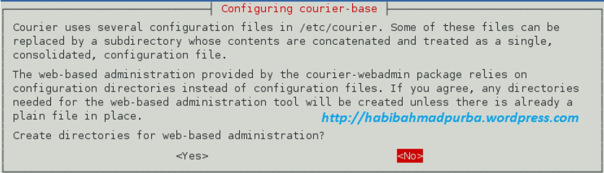 Configuring courier-base
Courier uses several configuration files in /etc/courier. Some of these files can be
replaced by a subdirectory whose contents are concatenated and treated as a single,
consolidated, configuration file.
The web-based administration provided by the courier-webadmin package relies on
configuration directories instead of configuration files. If you agree, any directories
needed for the web-based administration tool will be created unless there is already a
plain file in place.
http://habibahmadpurba.wordpress.com
Create directories for web-based administration?
<Yes> <No>